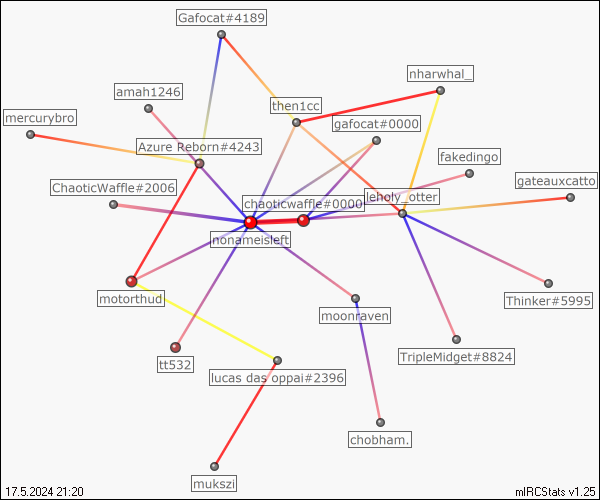 Gafocat#4189
nharwhal_
amah1246
then1cc
mercurybro
gafocat#0000
Azure Reborn#4243
fakedingo
ChaoticWaffle#2006
gateauxcatto
leholy_otter
chaoticwaffle#0000
nonameisleft
motorthud
Thinker#5995
moonraven
TripleMidget#8824
tt532
lucas das oppai#2396
chobham.
mukszi
17.5.2024 21:20
mIRCStats v1.25